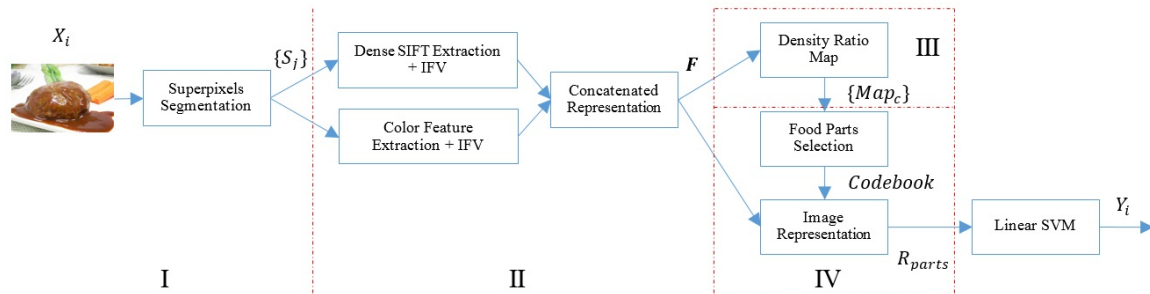 X_i
Superpixels
Segmentation
{S_j}
Dense SIFT Extraction
+ IFV
Color Feature
Extraction + IFV
Concatenated
Representation
F
Density Ratio
Map
III
{Map_c}
Food Parts
Selection
Codebook
Image
Representation
R_parts
Linear SVM
Y_i
I
II
IV